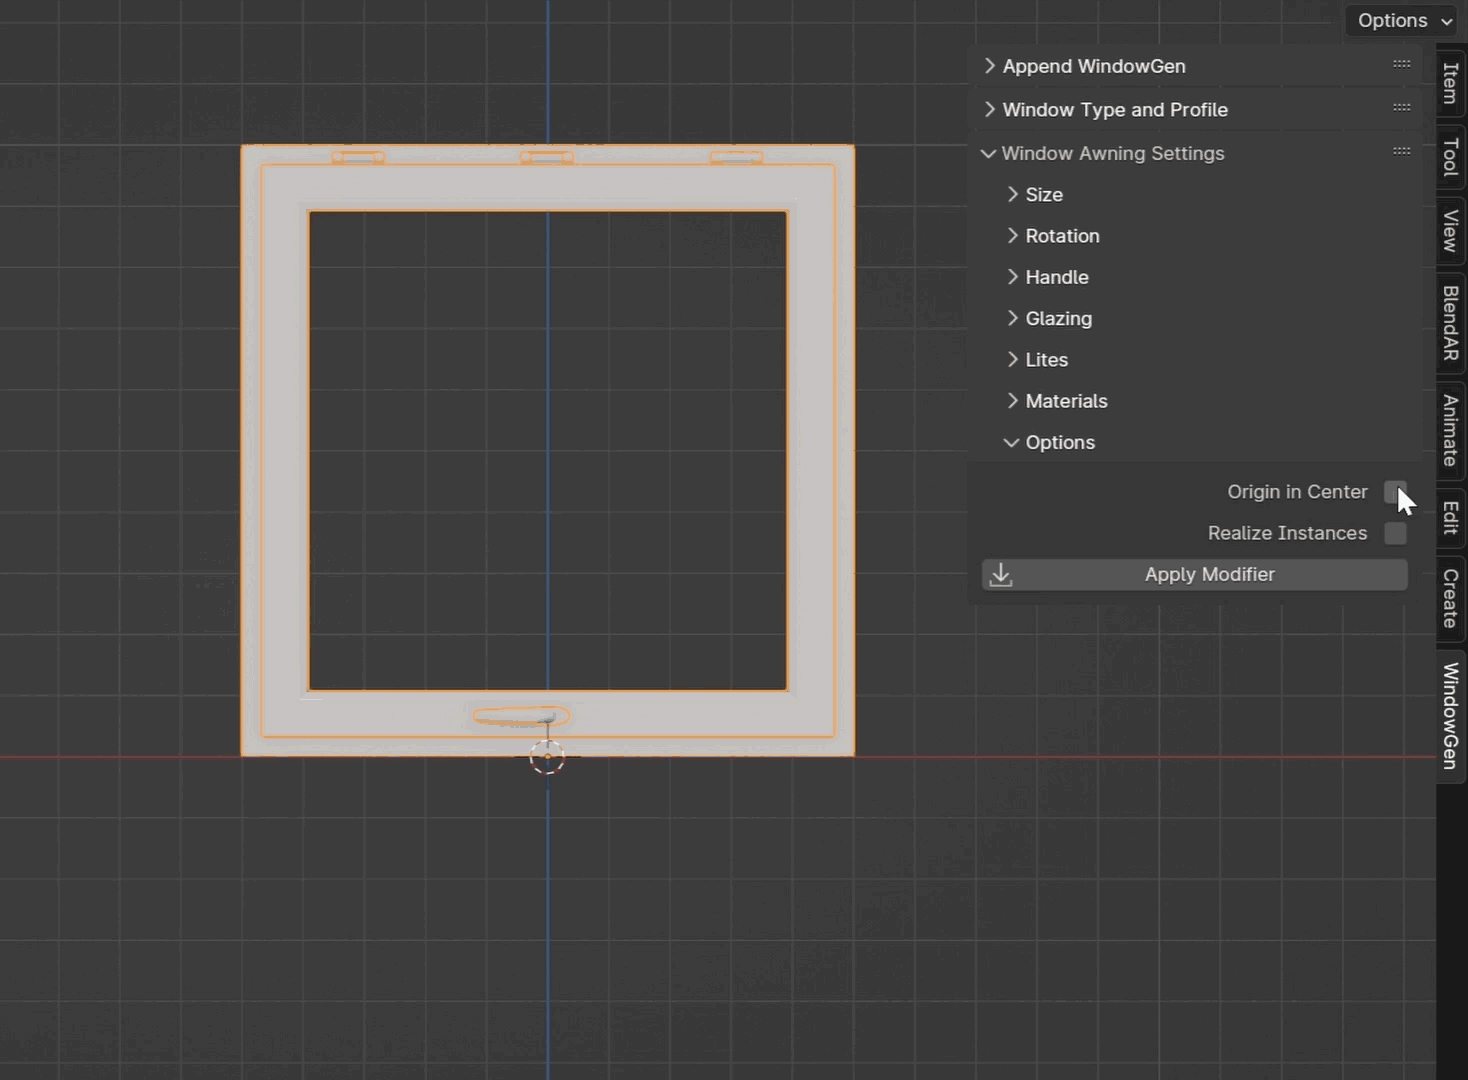 Options
Append WindowGen
Window Type and Profile
Window Awning Settings
Size
Rotation
Handle
Glazing
Lites
Materials
Options
Origin in Center
Realize Instances
Apply Modifier
Item
Tool
View
BlendAR
Animate
Edit
Create
WindowGen